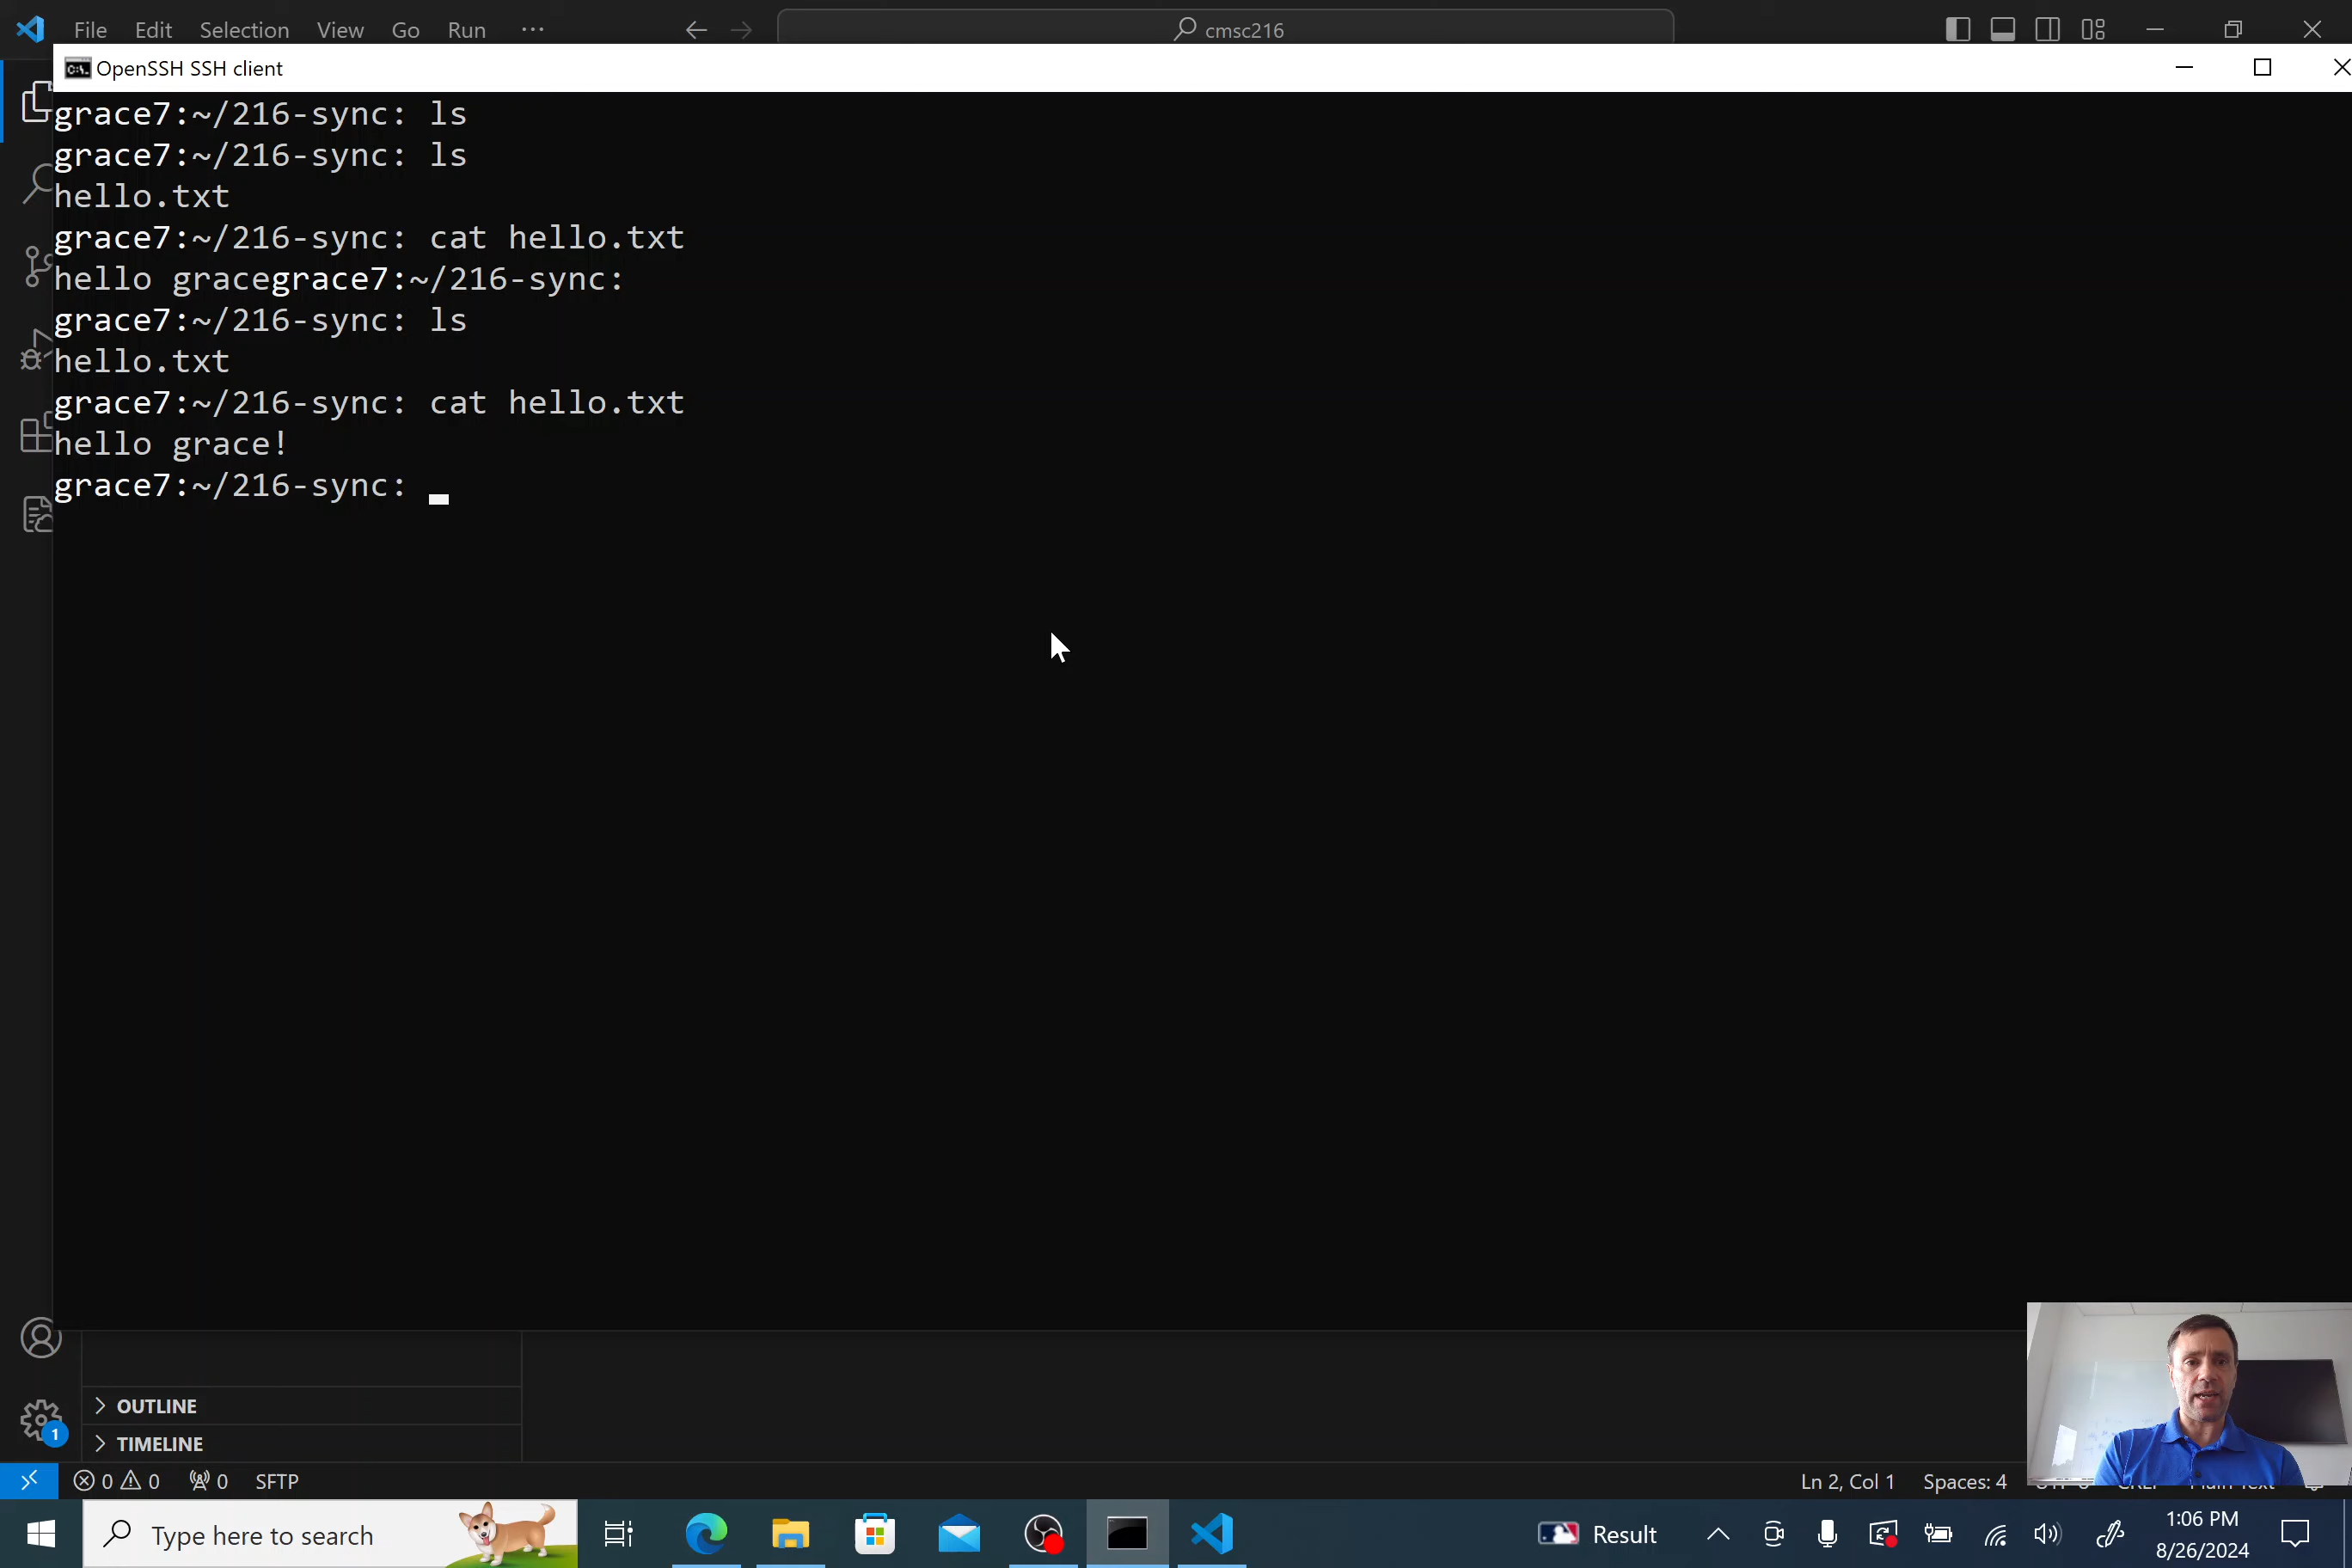 File Edit Selection View Go Run ···
cmsc216
OpenSSH SSH client
grace7:~/216-sync: ls
grace7:~/216-sync: ls
hello.txt
grace7:~/216-sync: cat hello.txt
hello gracegrace7:~/216-sync:
grace7:~/216-sync: ls
hello.txt
grace7:~/216-sync: cat hello.txt
hello grace!
grace7:~/216-sync:
OUTLINE
1
TIMELINE
0 0 0 SFTP
Ln 2, Col 1 Spaces: 4
Type here to search
Result
1:06 PM
8/26/2024